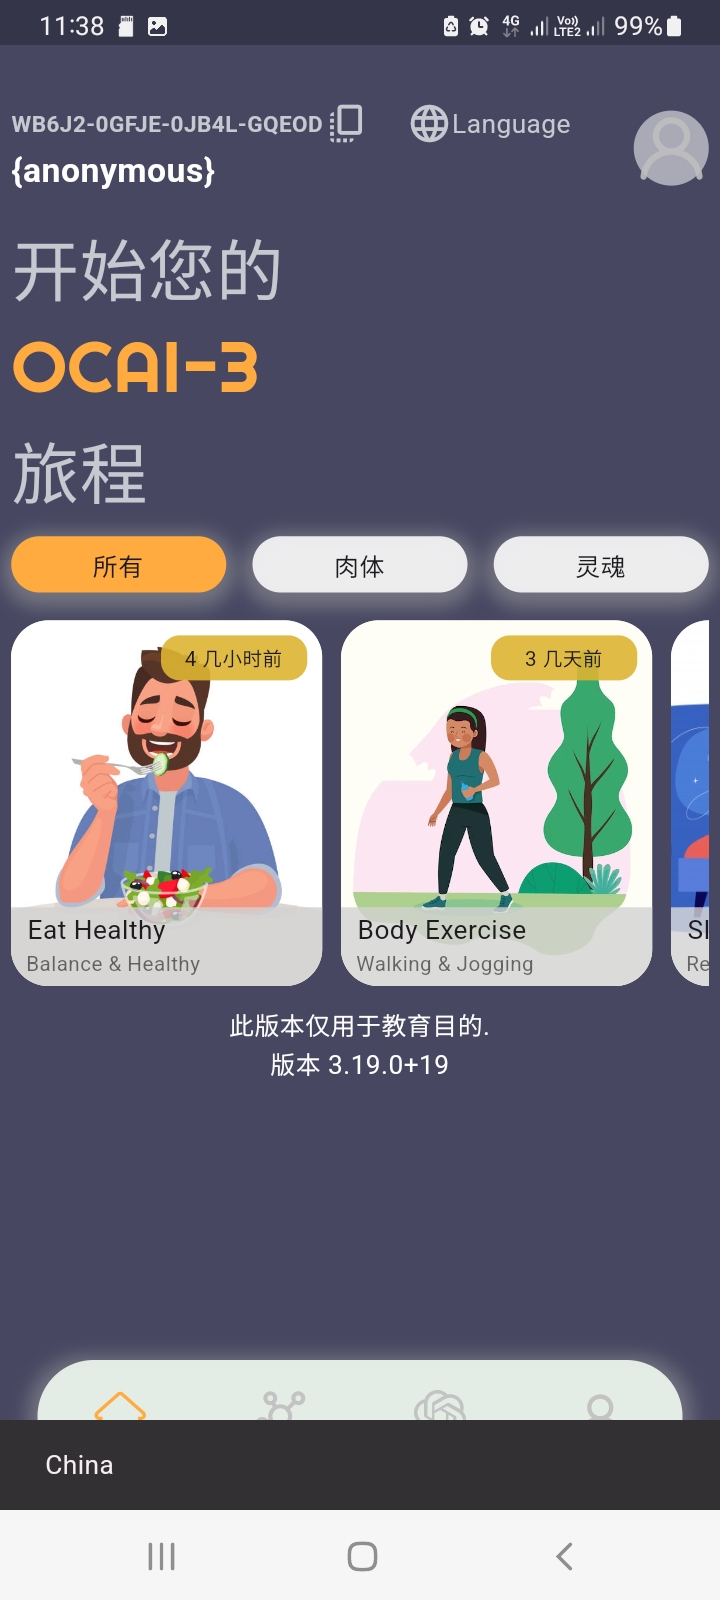 11:38 4G Vo)) LTE2 99%
WB6J2-0GFJE-0JB4L-GQEOD Language
{anonymous}
开始您的
OCAI-3
旅程
所有 肉体 灵魂
4 几小时前 3 几天前
Eat Healthy Body Exercise Sl
Balance & Healthy Walking & Jogging Re
此版本仅用于教育目的.
版本 3.19.0+19
China